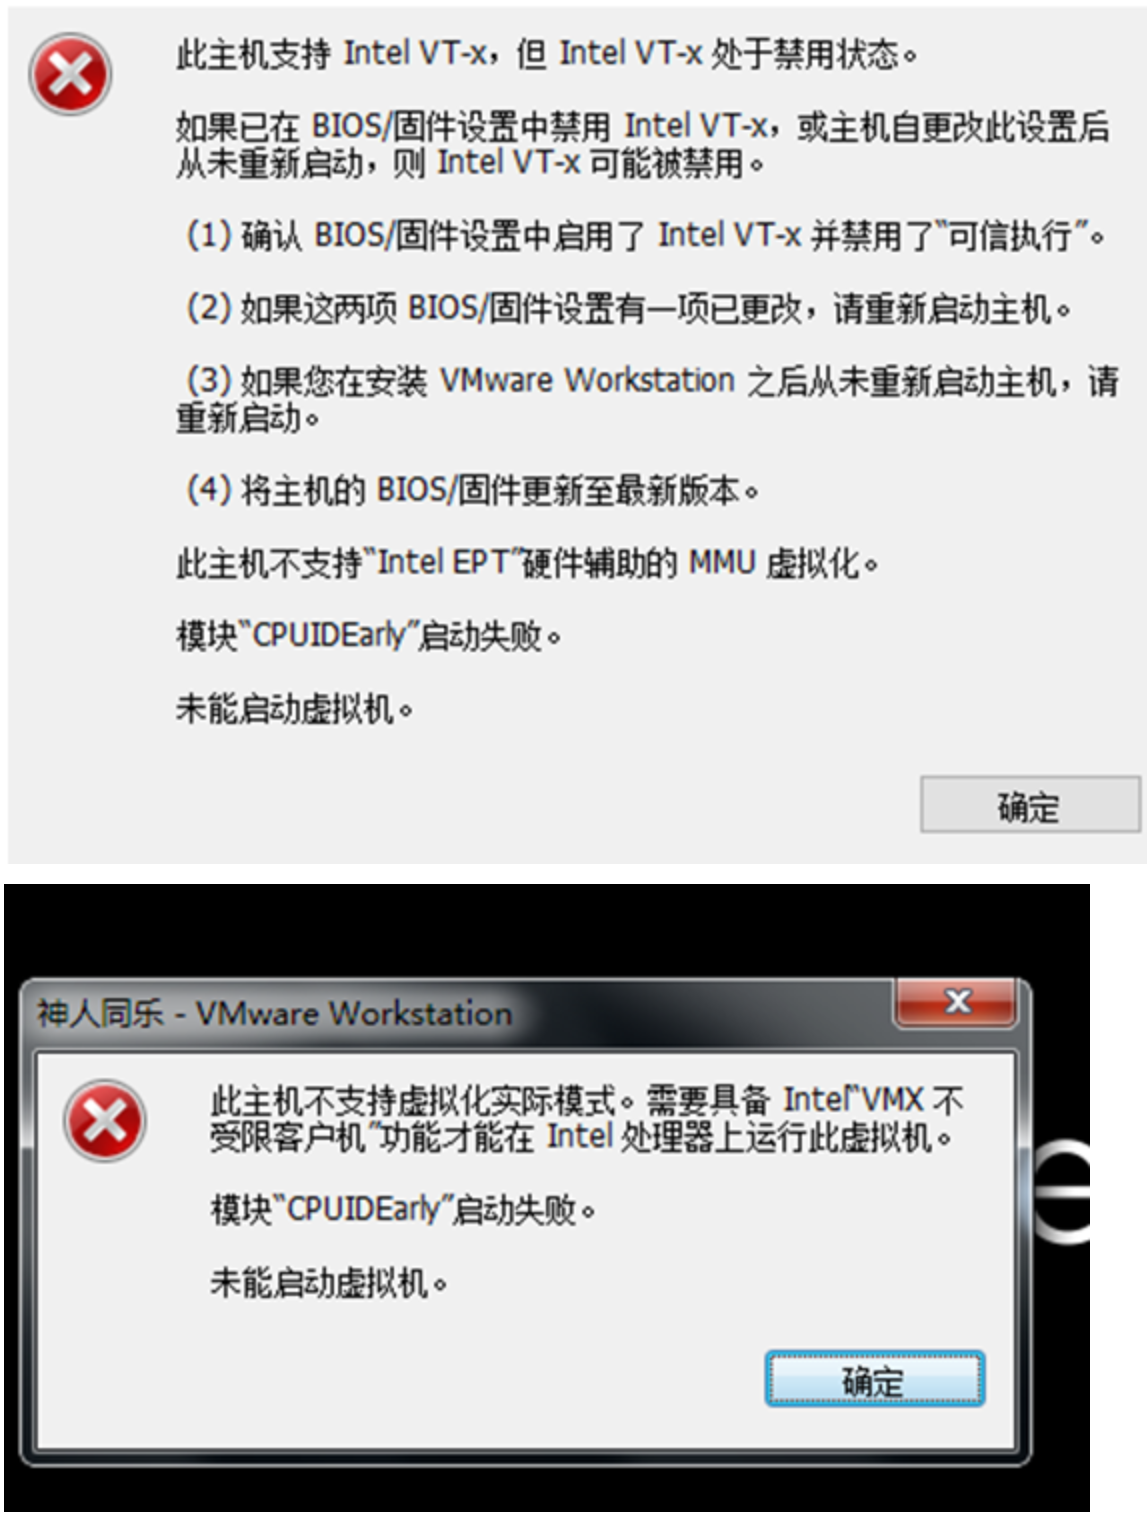 此主机支持 Intel VT-x，但 Intel VT-x 处于禁用状态。
如果已在 BIOS/固件设置中禁用 Intel VT-x，或主机自更改此设置后
从未重新启动，则 Intel VT-x 可能被禁用。
(1) 确认 BIOS/固件设置中启用了 Intel VT-x 并禁用了“可信执行”。
(2) 如果这两项 BIOS/固件设置有一项已更改，请重新启动主机。
(3) 如果您在安装 VMware Workstation 之后从未重新启动主机，请
重新启动。
(4) 将主机的 BIOS/固件更新至最新版本。
此主机不支持“Intel EPT”硬件辅助的 MMU 虚拟化。
模块“CPUIDEarly”启动失败。
未能启动虚拟机。
确定
神人同乐 - VMware Workstation
此主机不支持虚拟化实际模式。需要具备 Intel“VMX 不
受限客户机”功能才能在 Intel 处理器上运行此虚拟机。
模块“CPUIDEarly”启动失败。
未能启动虚拟机。
确定
e